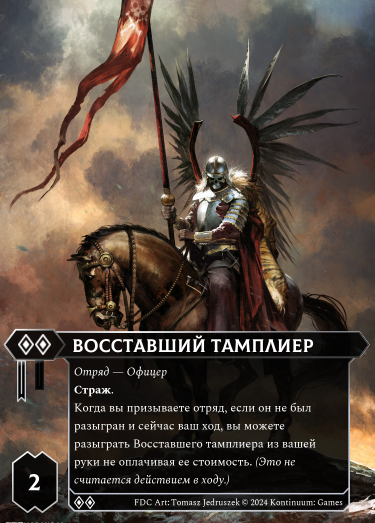 ВОССТАВШИЙ ТАМПЛИЕР
Отряд — Офицер
Страж.
Когда вы призываете отряд, если он не был
разыгран и сейчас ваш ход, вы можете
разыграть Восставшего тамплиера из вашей
руки не оплачивая ее стоимость. (Это не
считается действием в ходу.)
2
FDC Art: Tomasz Jedruszek © 2024 Kontinuum: Games